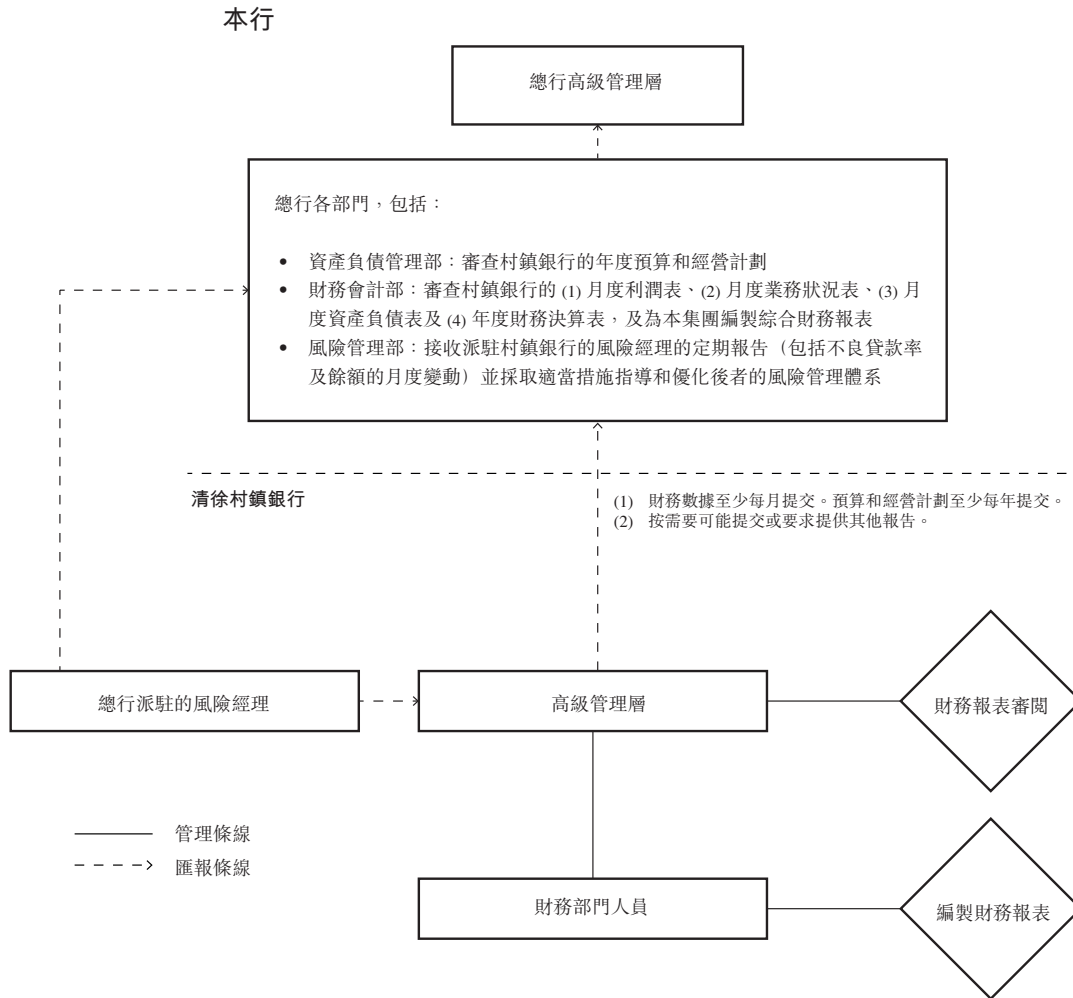 本行
總行高級管理層
總行各部門，包括：
• 資產負債管理部：審查村鎮銀行的年度預算和經營計劃
• 財務會計部：審查村鎮銀行的 (1) 月度利潤表、(2) 月度業務狀況表、(3) 月
度資產負債表及 (4) 年度財務決算表，及為本集團編製綜合財務報表
• 風險管理部：接收派駐村鎮銀行的風險經理的定期報告（包括不良貸款率
及餘額的月度變動）並採取適當措施指導和優化後者的風險管理體系
清徐村鎮銀行
(1) 財務數據至少每月提交。預算和經營計劃至少每年提交。
(2) 按需要可能提交或要求提供其他報告。
總行派駐的風險經理
高級管理層
財務報表審閱
管理條線
匯報條線
財務部門人員
編製財務報表